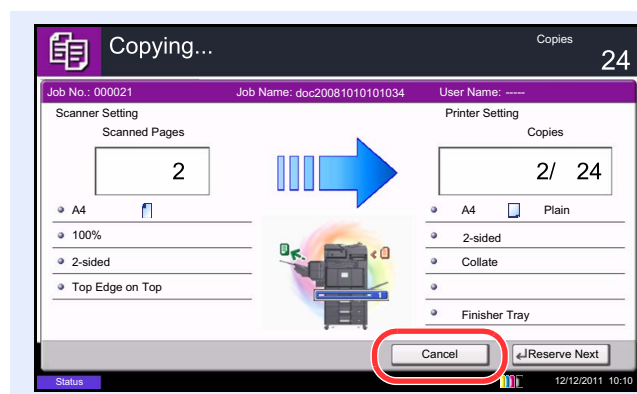 Copying...
Copies
24
Job No.: 000021 Job Name: doc20081010101034 User Name: -----
Scanner Setting Printer Setting
Scanned Pages Copies
2 2/ 24
A4 A4 Plain
100% 2-sided
2-sided Collate
Top Edge on Top
Finisher Tray
Cancel Reserve Next
Status 12/12/2011 10:10